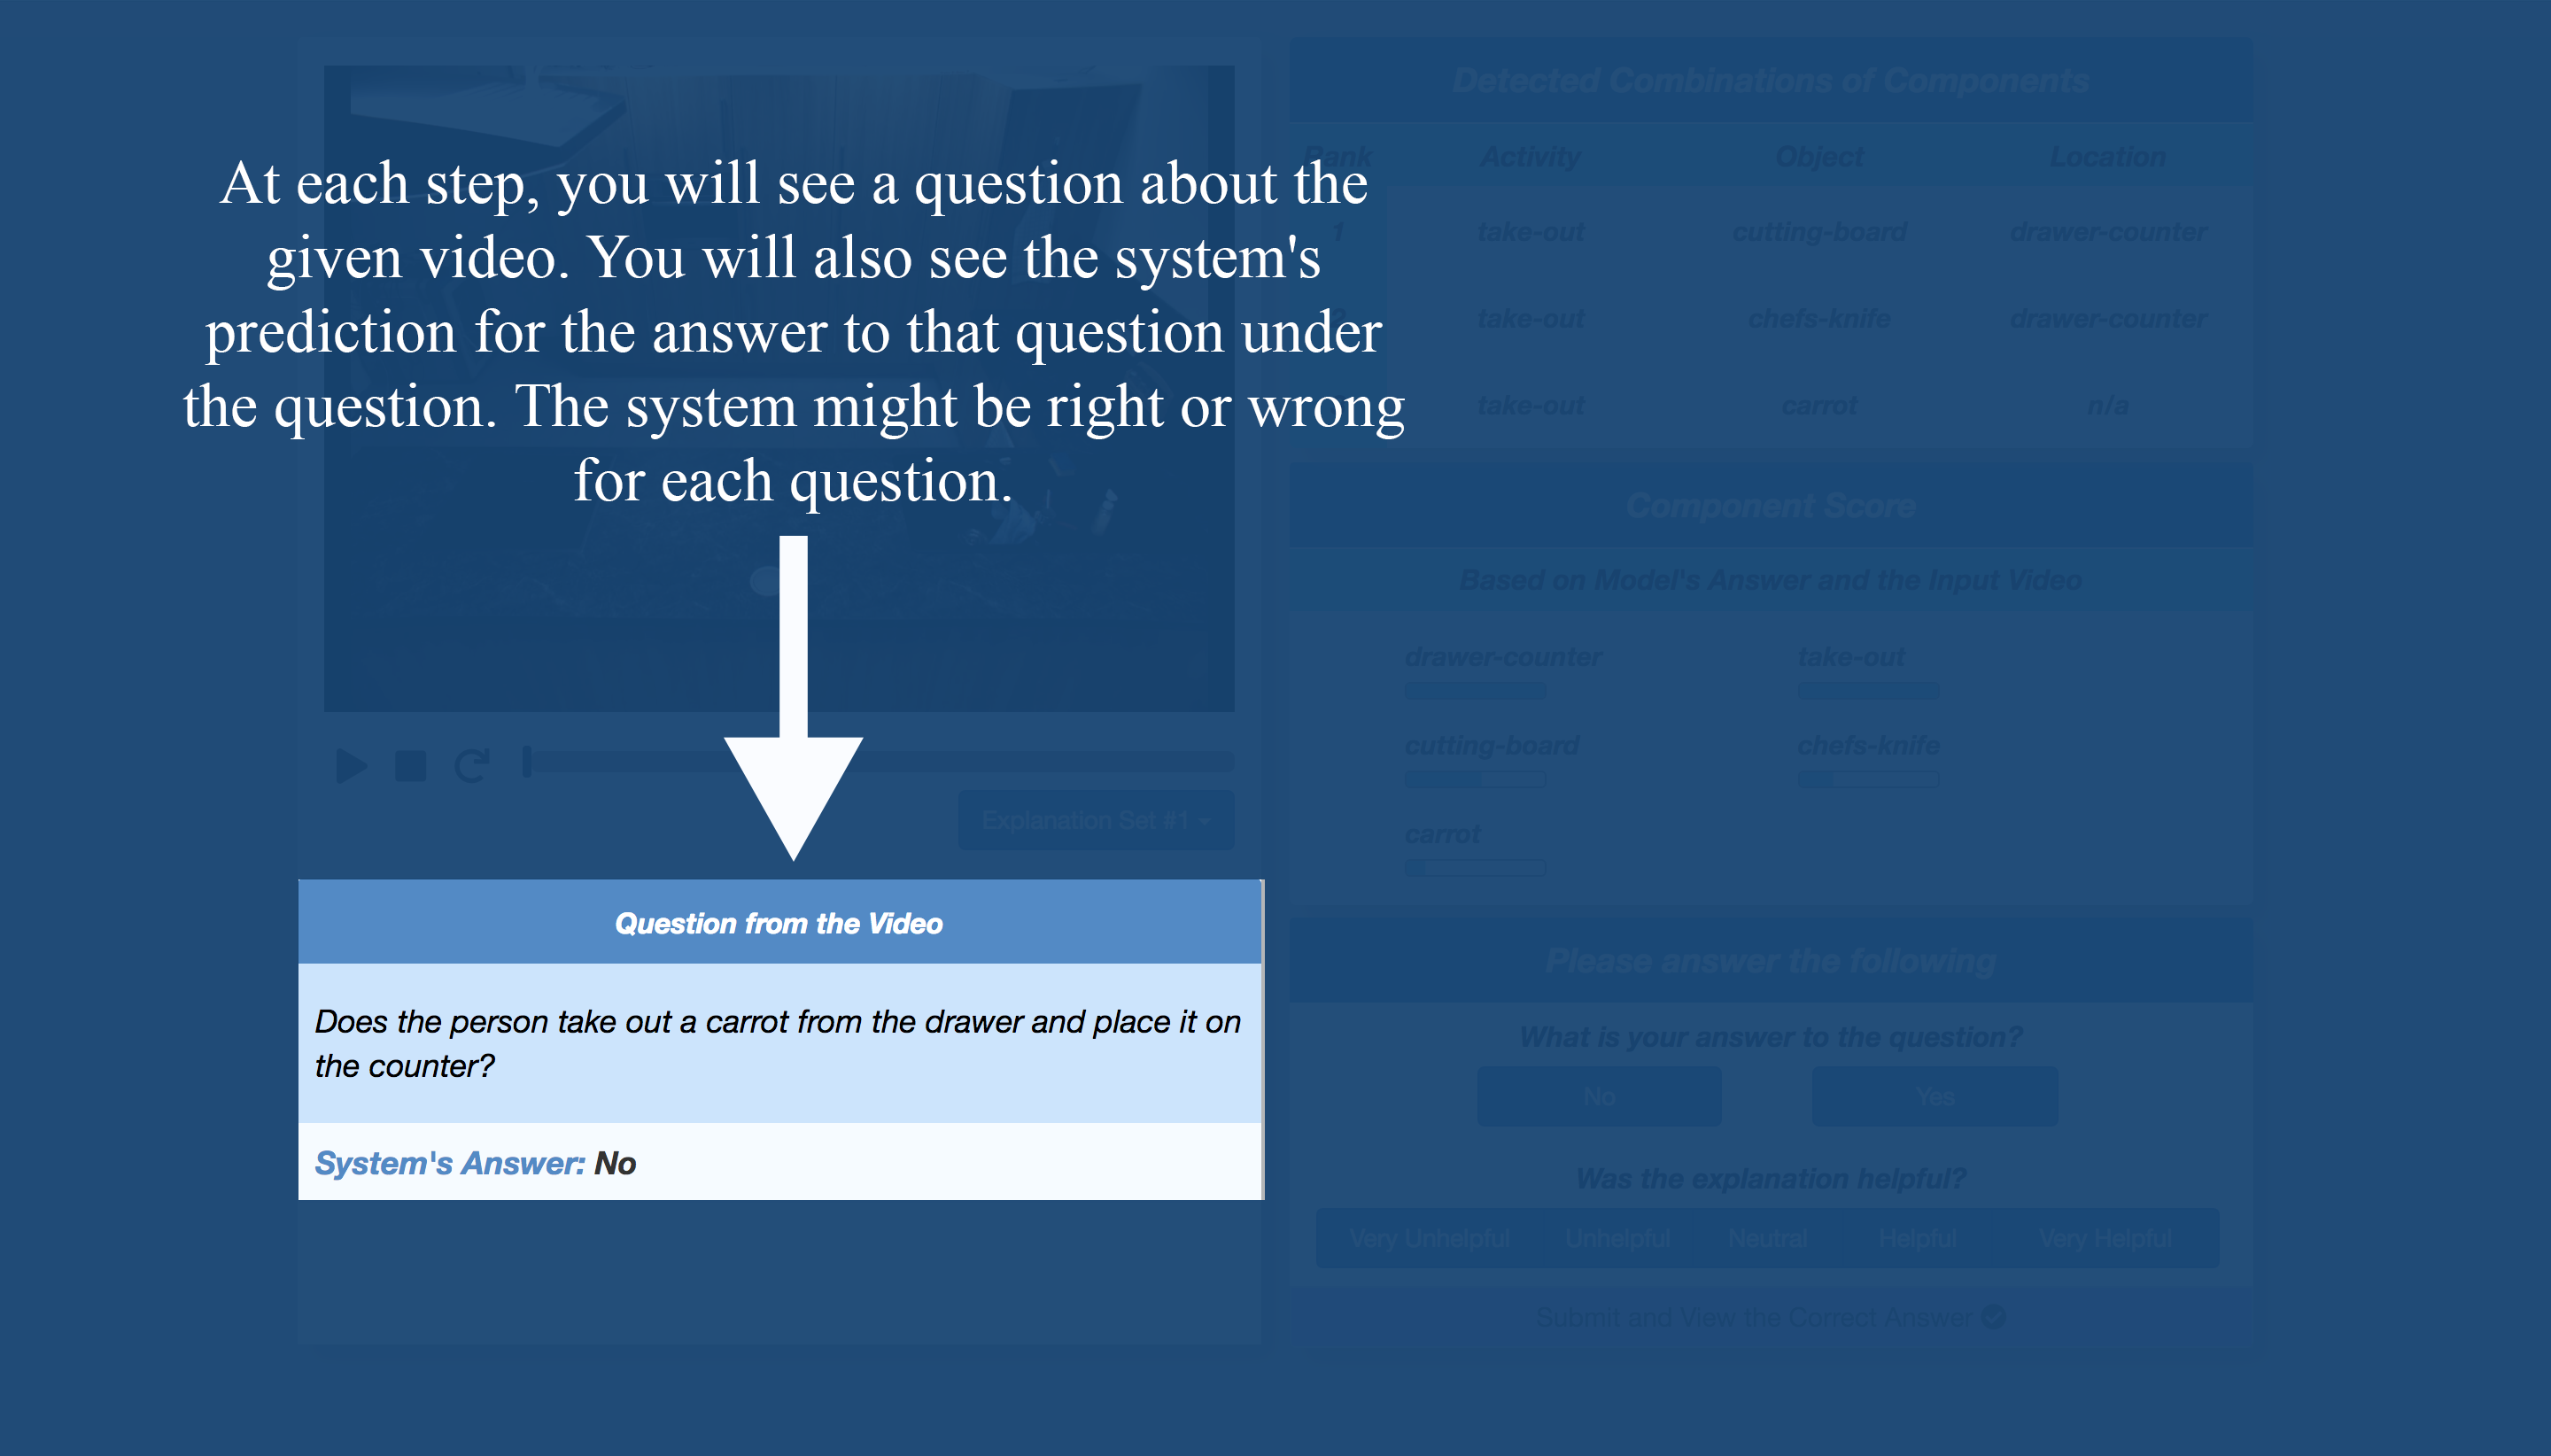 At each step, you will see a question about the
given video. You will also see the system's
prediction for the answer to that question under
the question. The system might be right or wrong
for each question.
Explanation Set #1
Question from the Video
Does the person take out a carrot from the drawer and place it on
the counter?
System's Answer: No
Detected Combinations of Components
Rank Activity Object Location
1 take-out cutting-board drawer-counter
2 take-out chefs-knife drawer-counter
take-out carrot n/a
Component Score
Based on Model's Answer and the Input Video
drawer-counter take-out
cutting-board chefs-knife
carrot
Please answer the following
What is your answer to the question?
No Yes
Was the explanation helpful?
Very Unhelpful Unhelpful Neutral Helpful Very Helpful
Submit and View the Correct Answer